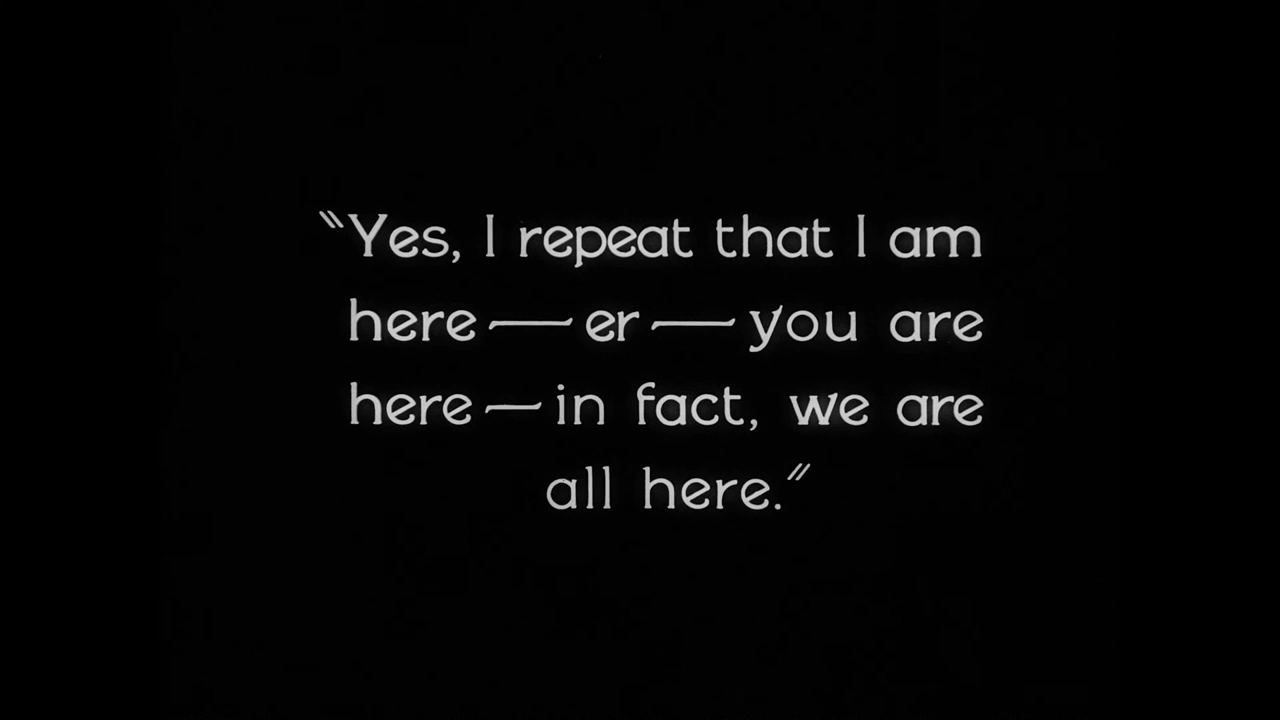 "Yes, I repeat that I am
here — er — you are
here — in fact, we are
all here."